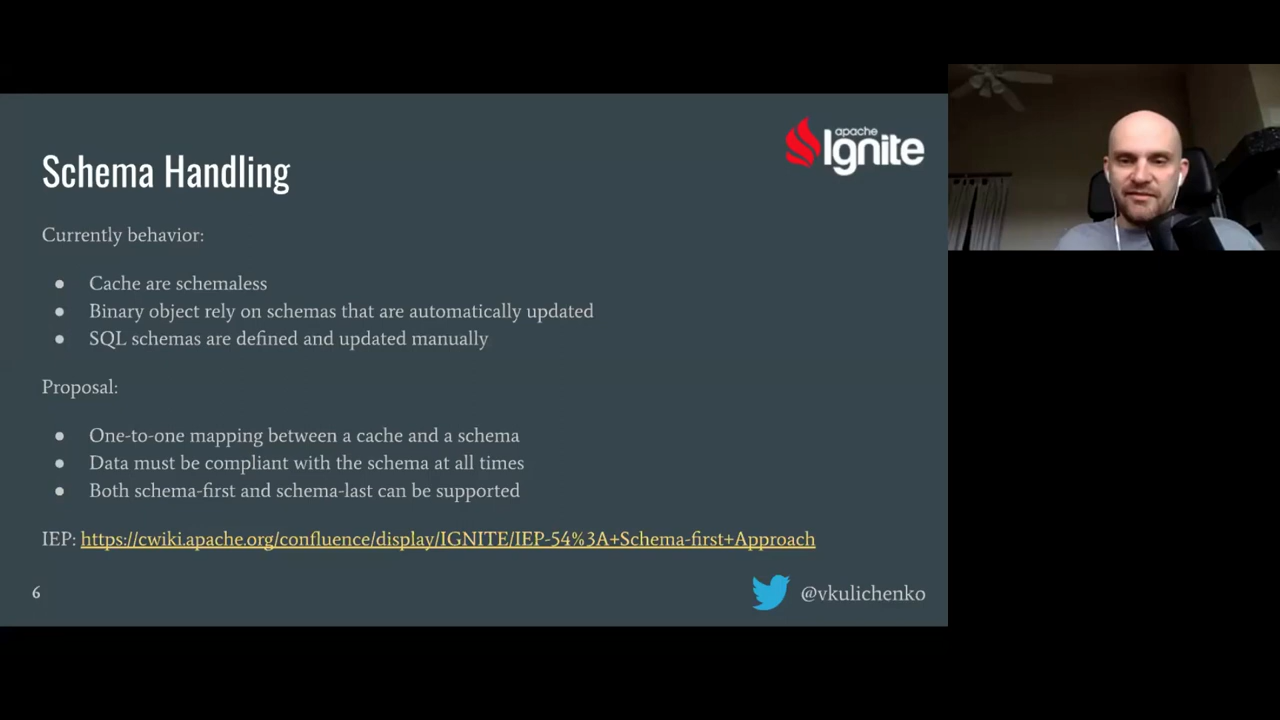 apache
Ignite
Schema Handling
Currently behavior:
● Cache are schemaless
● Binary object rely on schemas that are automatically updated
● SQL schemas are defined and updated manually
Proposal:
● One-to-one mapping between a cache and a schema
● Data must be compliant with the schema at all times
● Both schema-first and schema-last can be supported
IEP: https://cwiki.apache.org/confluence/display/IGNITE/IEP-54%3A+Schema-first+Approach
6
@vkulichenko